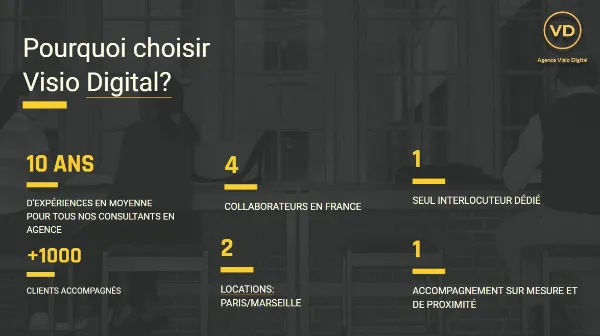 Pourquoi choisir
Visio Digital?
VD
Agence Visio Digital
10 ANS
D'EXPÉRIENCES EN MOYENNE
POUR TOUS NOS CONSULTANTS EN
AGENCE
4
COLLABORATEURS EN FRANCE
1
SEUL INTERLOCUTEUR DÉDIÉ
+1000
CLIENTS ACCOMPAGNÉS
2
LOCATIONS:
PARIS/MARSEILLE
1
ACCOMPAGNEMENT SUR MESURE ET
DE PROXIMITÉ